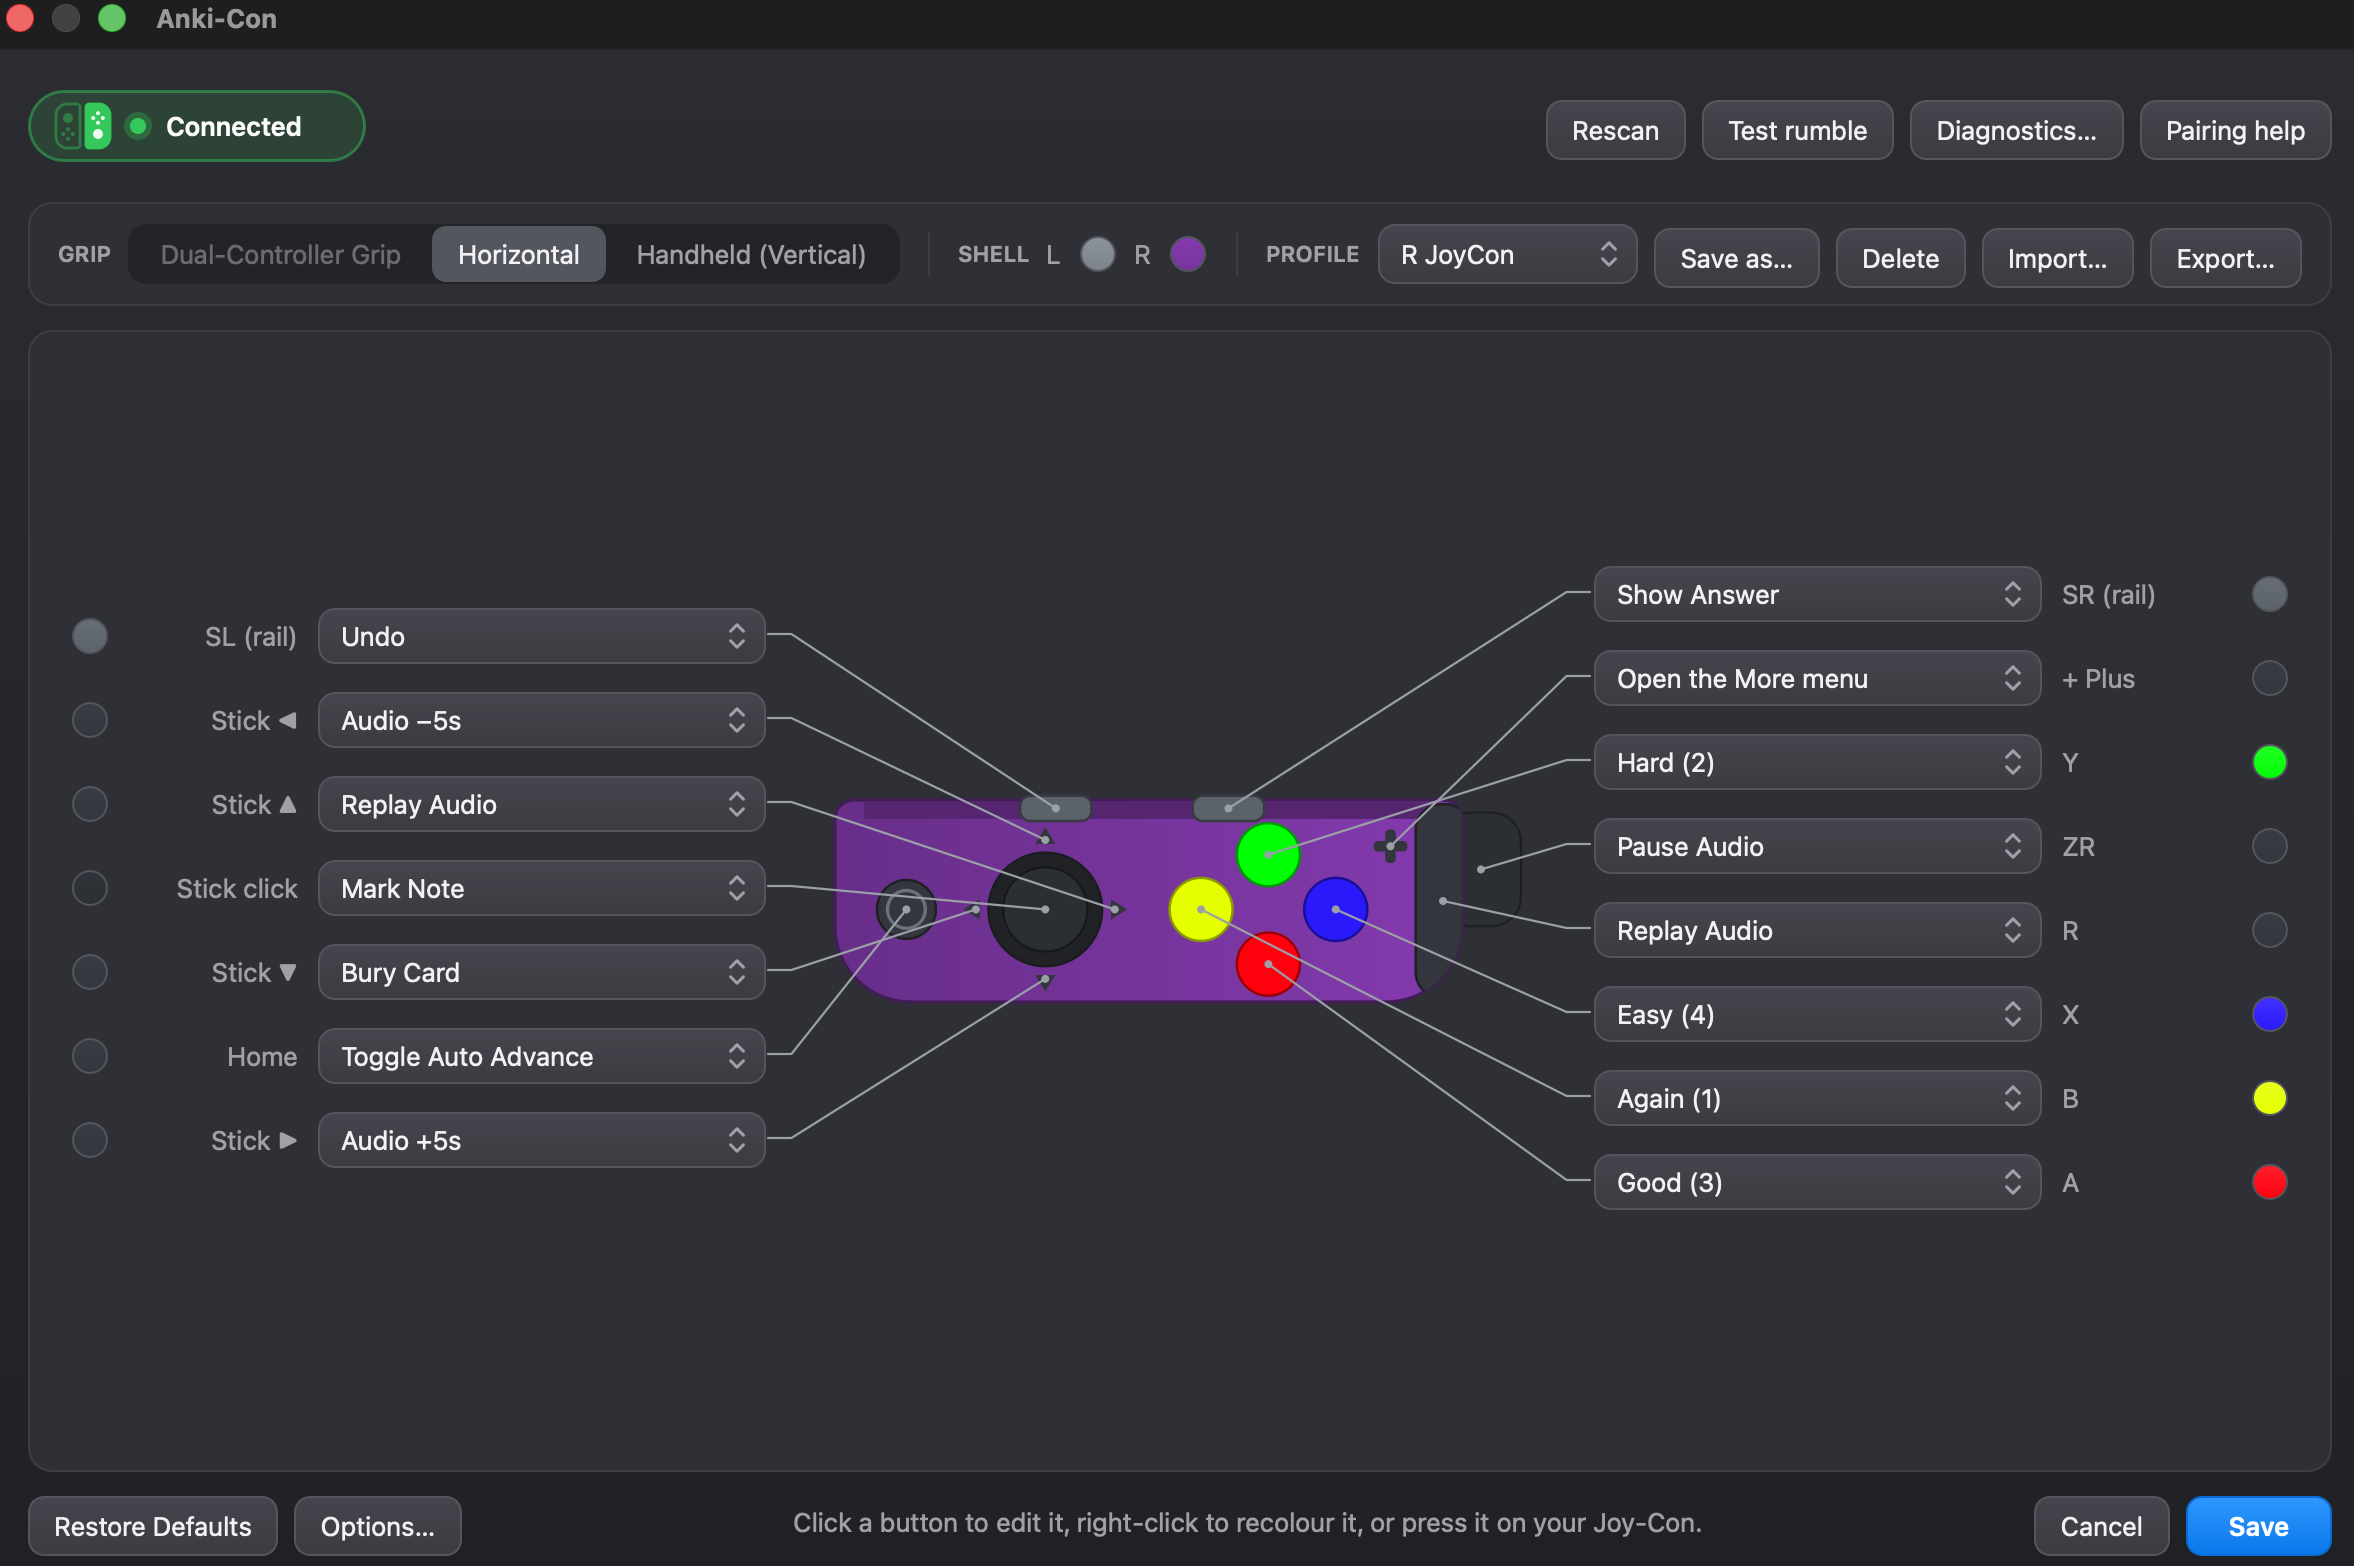 Anki-Con
Connected
Rescan
Test rumble
Diagnostics...
Pairing help
GRIP
Dual-Controller Grip
Horizontal
Handheld (Vertical)
SHELL L R
PROFILE
R JoyCon
Save as...
Delete
Import...
Export...
SL (rail) Undo
Stick ◀ Audio −5s
Stick ▲ Replay Audio
Stick click Mark Note
Stick ▼ Bury Card
Home Toggle Auto Advance
Stick ▶ Audio +5s
Show Answer SR (rail)
Open the More menu + Plus
Hard (2) Y
Pause Audio ZR
Replay Audio R
Easy (4) X
Again (1) B
Good (3) A
Restore Defaults
Options...
Click a button to edit it, right-click to recolour it, or press it on your Joy-Con.
Cancel
Save